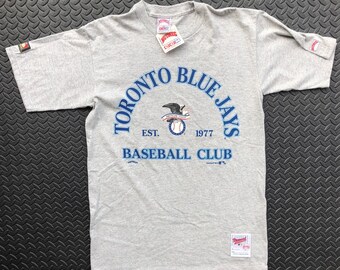 TORONTO BLUE JAYS
EST. 1977
BASEBALL CLUB